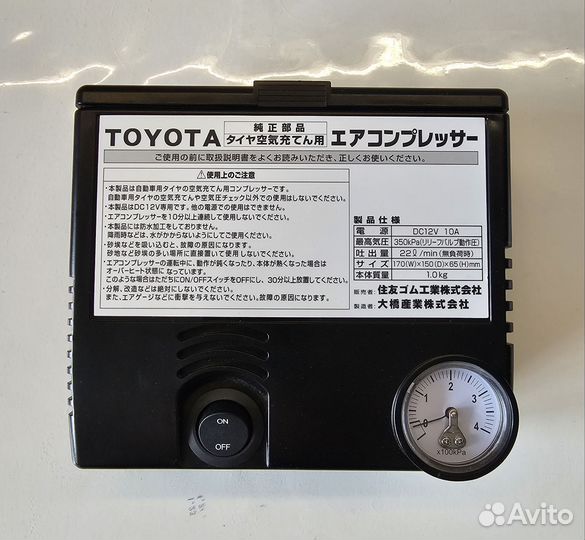 TOYOTA 純正部品 タイヤ空気充てん用 エアコンプレッサー
ご使用の前に取扱説明書をよくお読みいただき、正しくお使いください。
⚠使用上のご注意
・本製品は自動車用タイヤの空気充てん用コンプレッサーです。
自動車用タイヤの空気充てんや空気圧チェック以外での使用はしないでください。
・本製品はDC12V専用です。他の電源での使用はできません。
・エアコンプレッサーを10分以上連続して使用しないでください。
・本製品には防水加工をしておりません。
降雨時などは、水がかからないようにしてご使用ください。
・砂埃などを吸い込むと、故障の原因になります。
砂地など砂埃の多い場所に直接置いて使用しないでください。
・エアコンプレッサーの運転中に、動作が鈍くなったり、本体が熱くなった場合は
オーバーヒート状態になっています。
このような場合はただちにON/OFFスイッチをOFFにし、30分以上放置してください。
・分解、改造などは絶対にしないでください。
また、エアゲージなどに衝撃を与えないでください。故障の原因になります。
製品仕様
電源 DC12V 10A
最高気圧 350kPa(リリーフバルブ動作圧)
吐出量 22ℓ/min(無負荷時)
サイズ 170(W)×150(D)×65(H)mm
本体質量 1.0kg
販売者:住友ゴム工業株式会社
製造者:大橋産業株式会社
ON
OFF
0 1 2 3 4
×100kPa
Avito